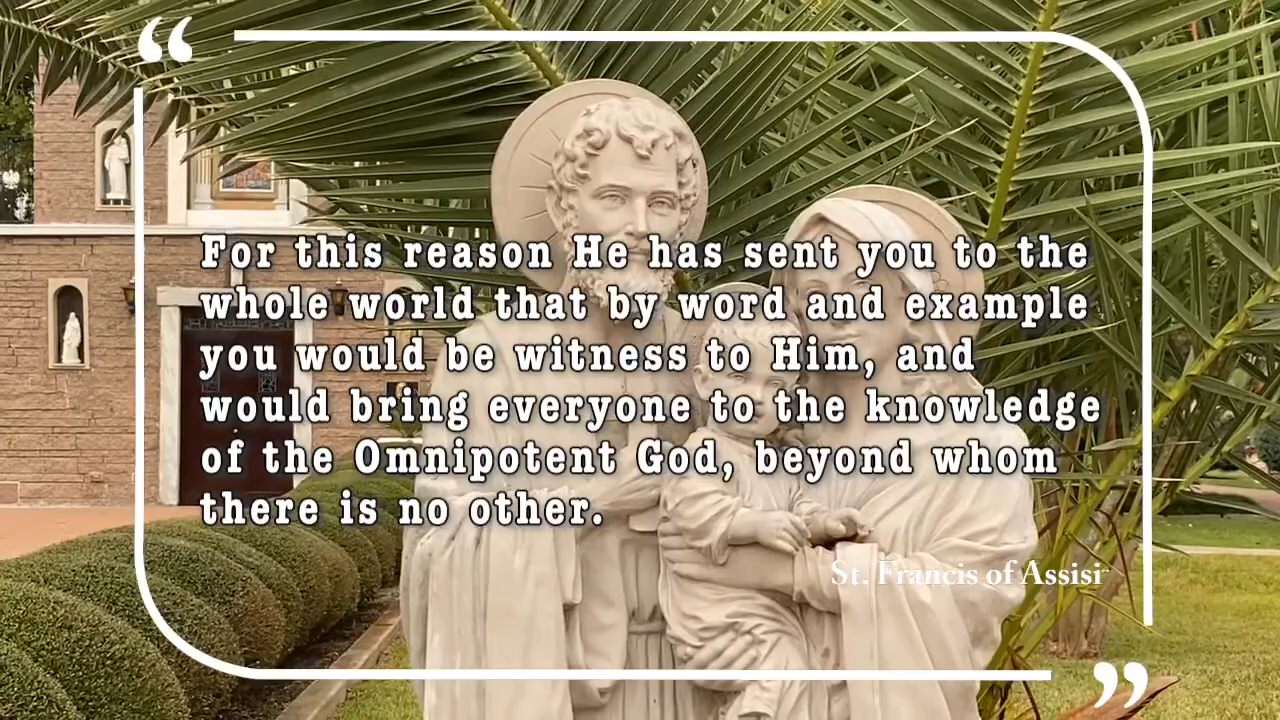 “
For this reason He has sent you to the
whole world that by word and example
you would be witness to Him, and
would bring everyone to the knowledge
of the Omnipotent God, beyond whom
there is no other.
St. Francis of Assisi
”